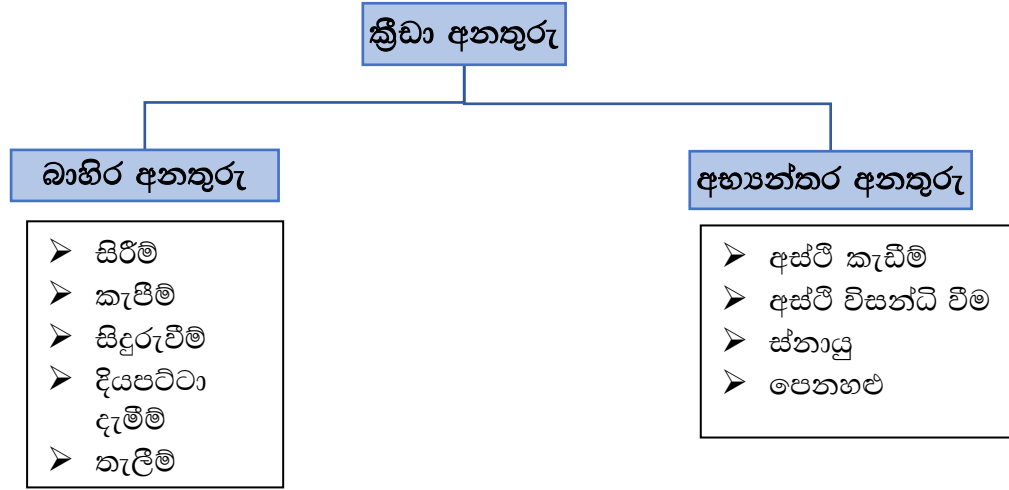 ක්‍රීඩා අනතුරු
බාහිර අනතුරු
➢ සිරීම්
➢ කැපීම්
➢ සිදුරුවීම්
➢ දියපට්ටා
දැමීම්
➢ තැලීම්
අභ්‍යන්තර අනතුරු
➢ අස්ථි කැඩීම්
➢ අස්ථි විසන්ධි වීම
➢ ස්නායු
➢ පෙනහළු